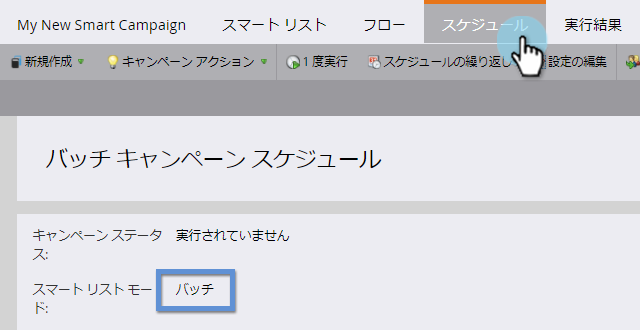 My New Smart Campaign スマート リスト フロー スケジュール 実行結果
新規作成 キャンペーン アクション 1 度実行 スケジュールの繰り返し 設定の編集
バッチ キャンペーン スケジュール
キャンペーン ステータ 実行されていません
ス:
スマート リスト モー バッチ
ド: